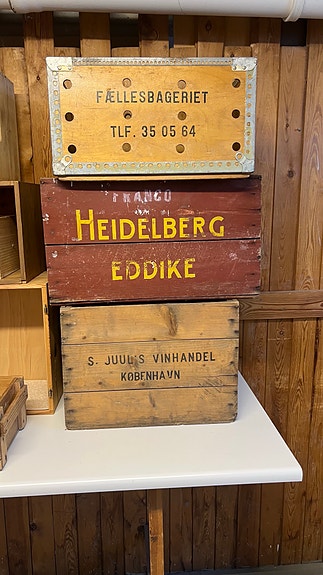 FÆLLESBAGERIET
TLF. 35 05 64
FRANCO
HEIDELBERG
EDDIKE
S. JUUL'S VINHANDEL
KØBENHAVN